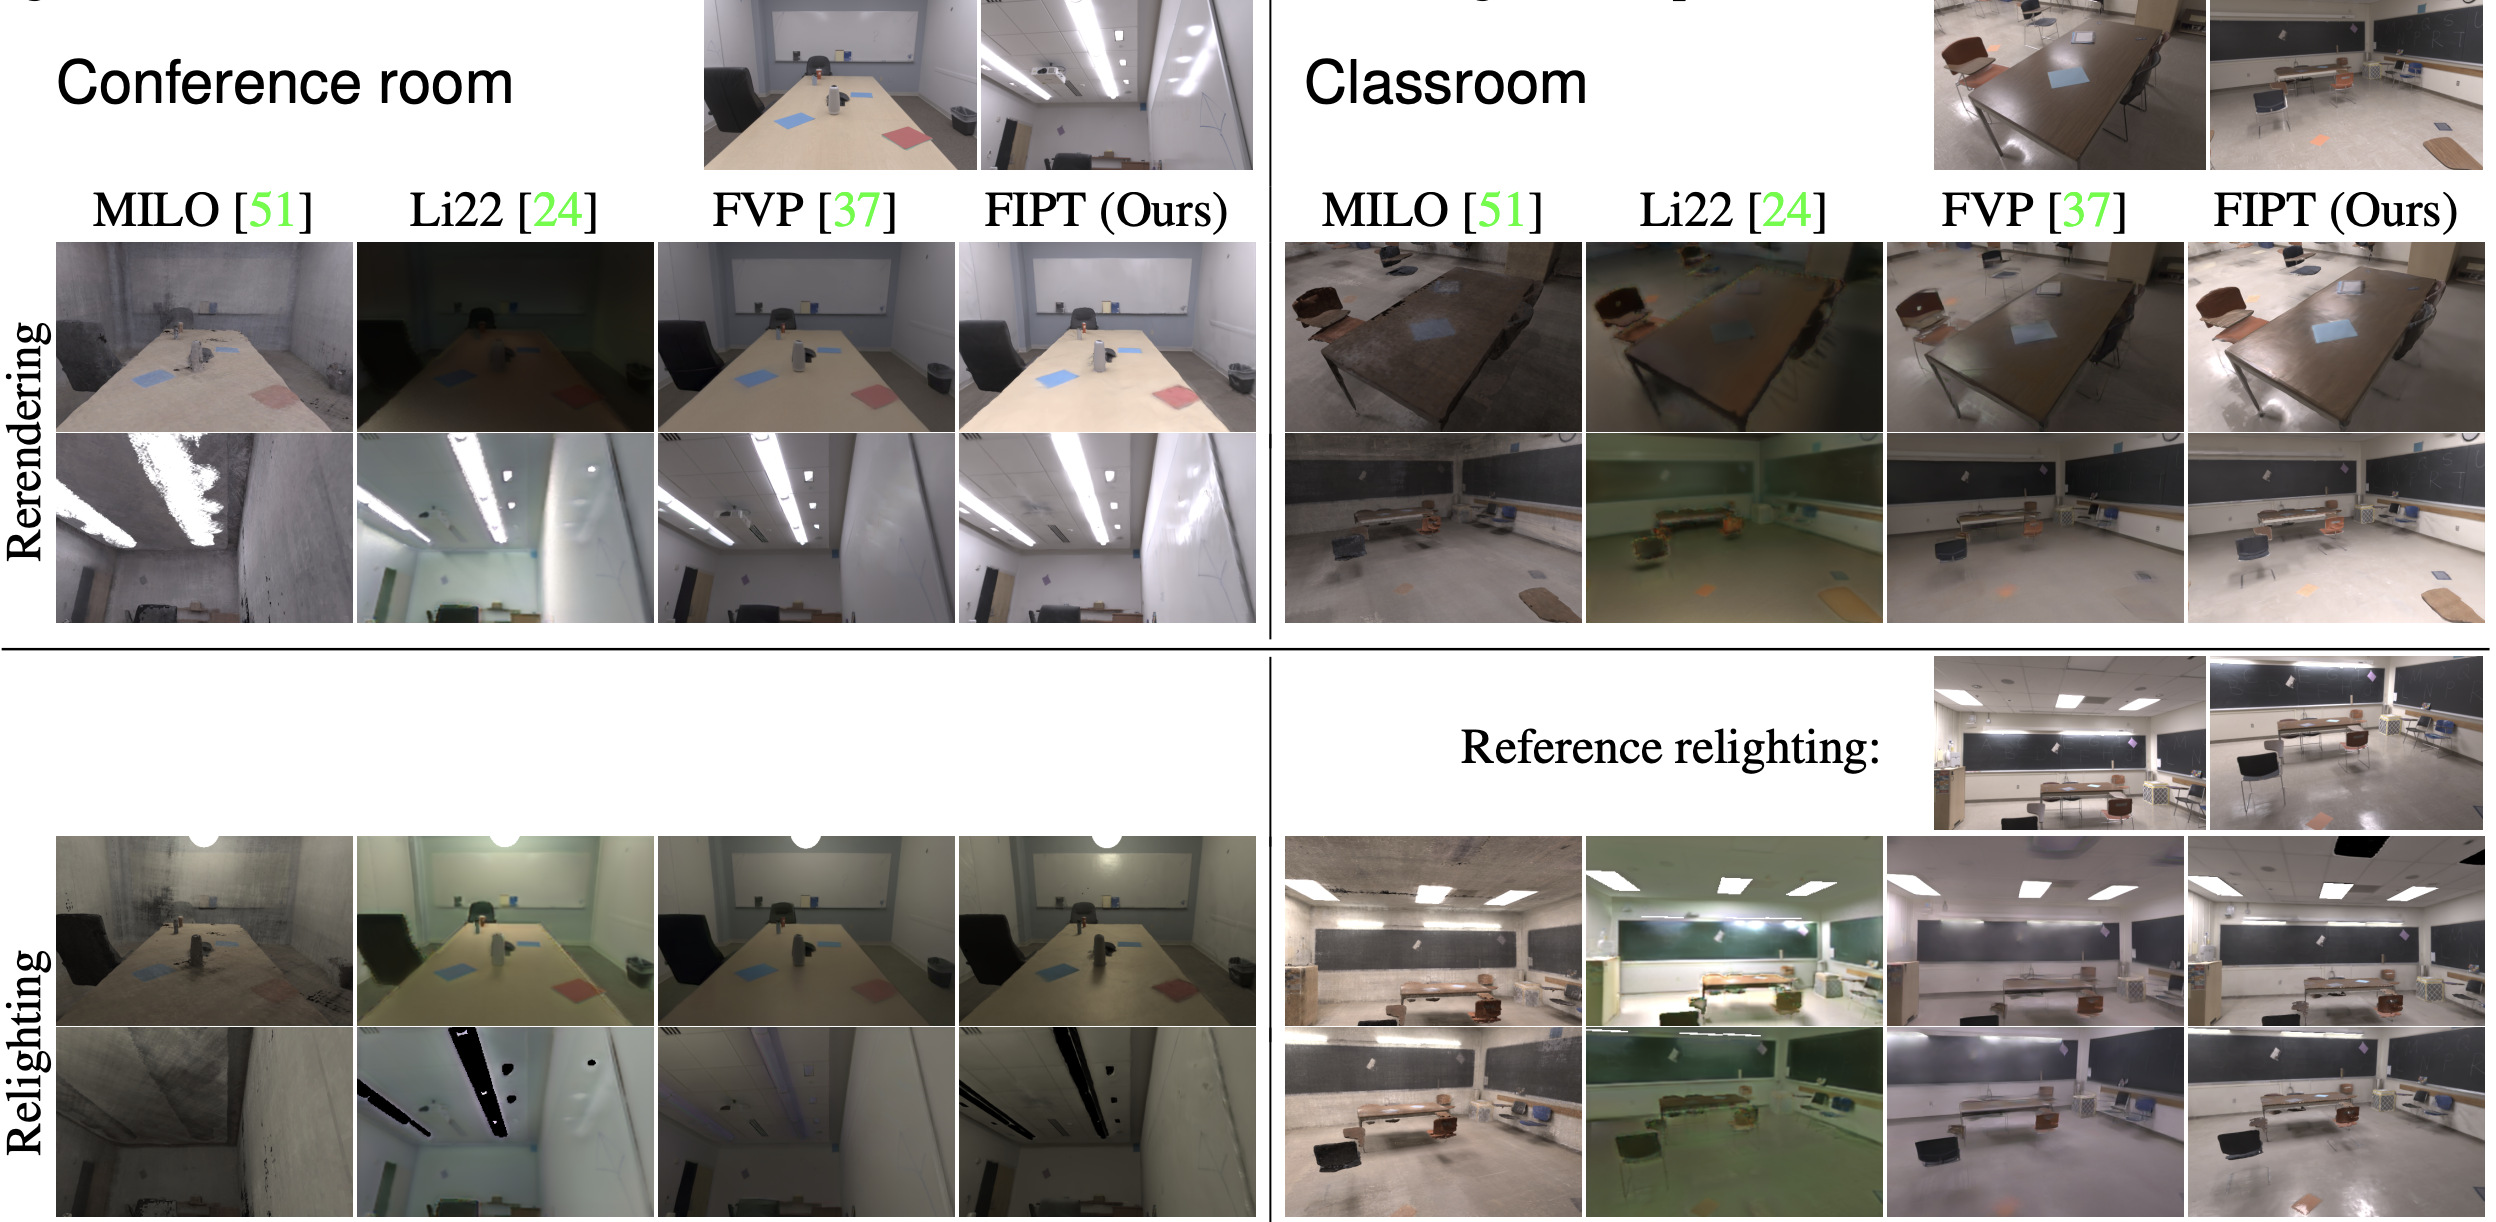 Conference room
Classroom
MILO [51] Li22 [24] FVP [37] FIPT (Ours)
MILO [51] Li22 [24] FVP [37] FIPT (Ours)
Rerendering
Reference relighting:
Relighting